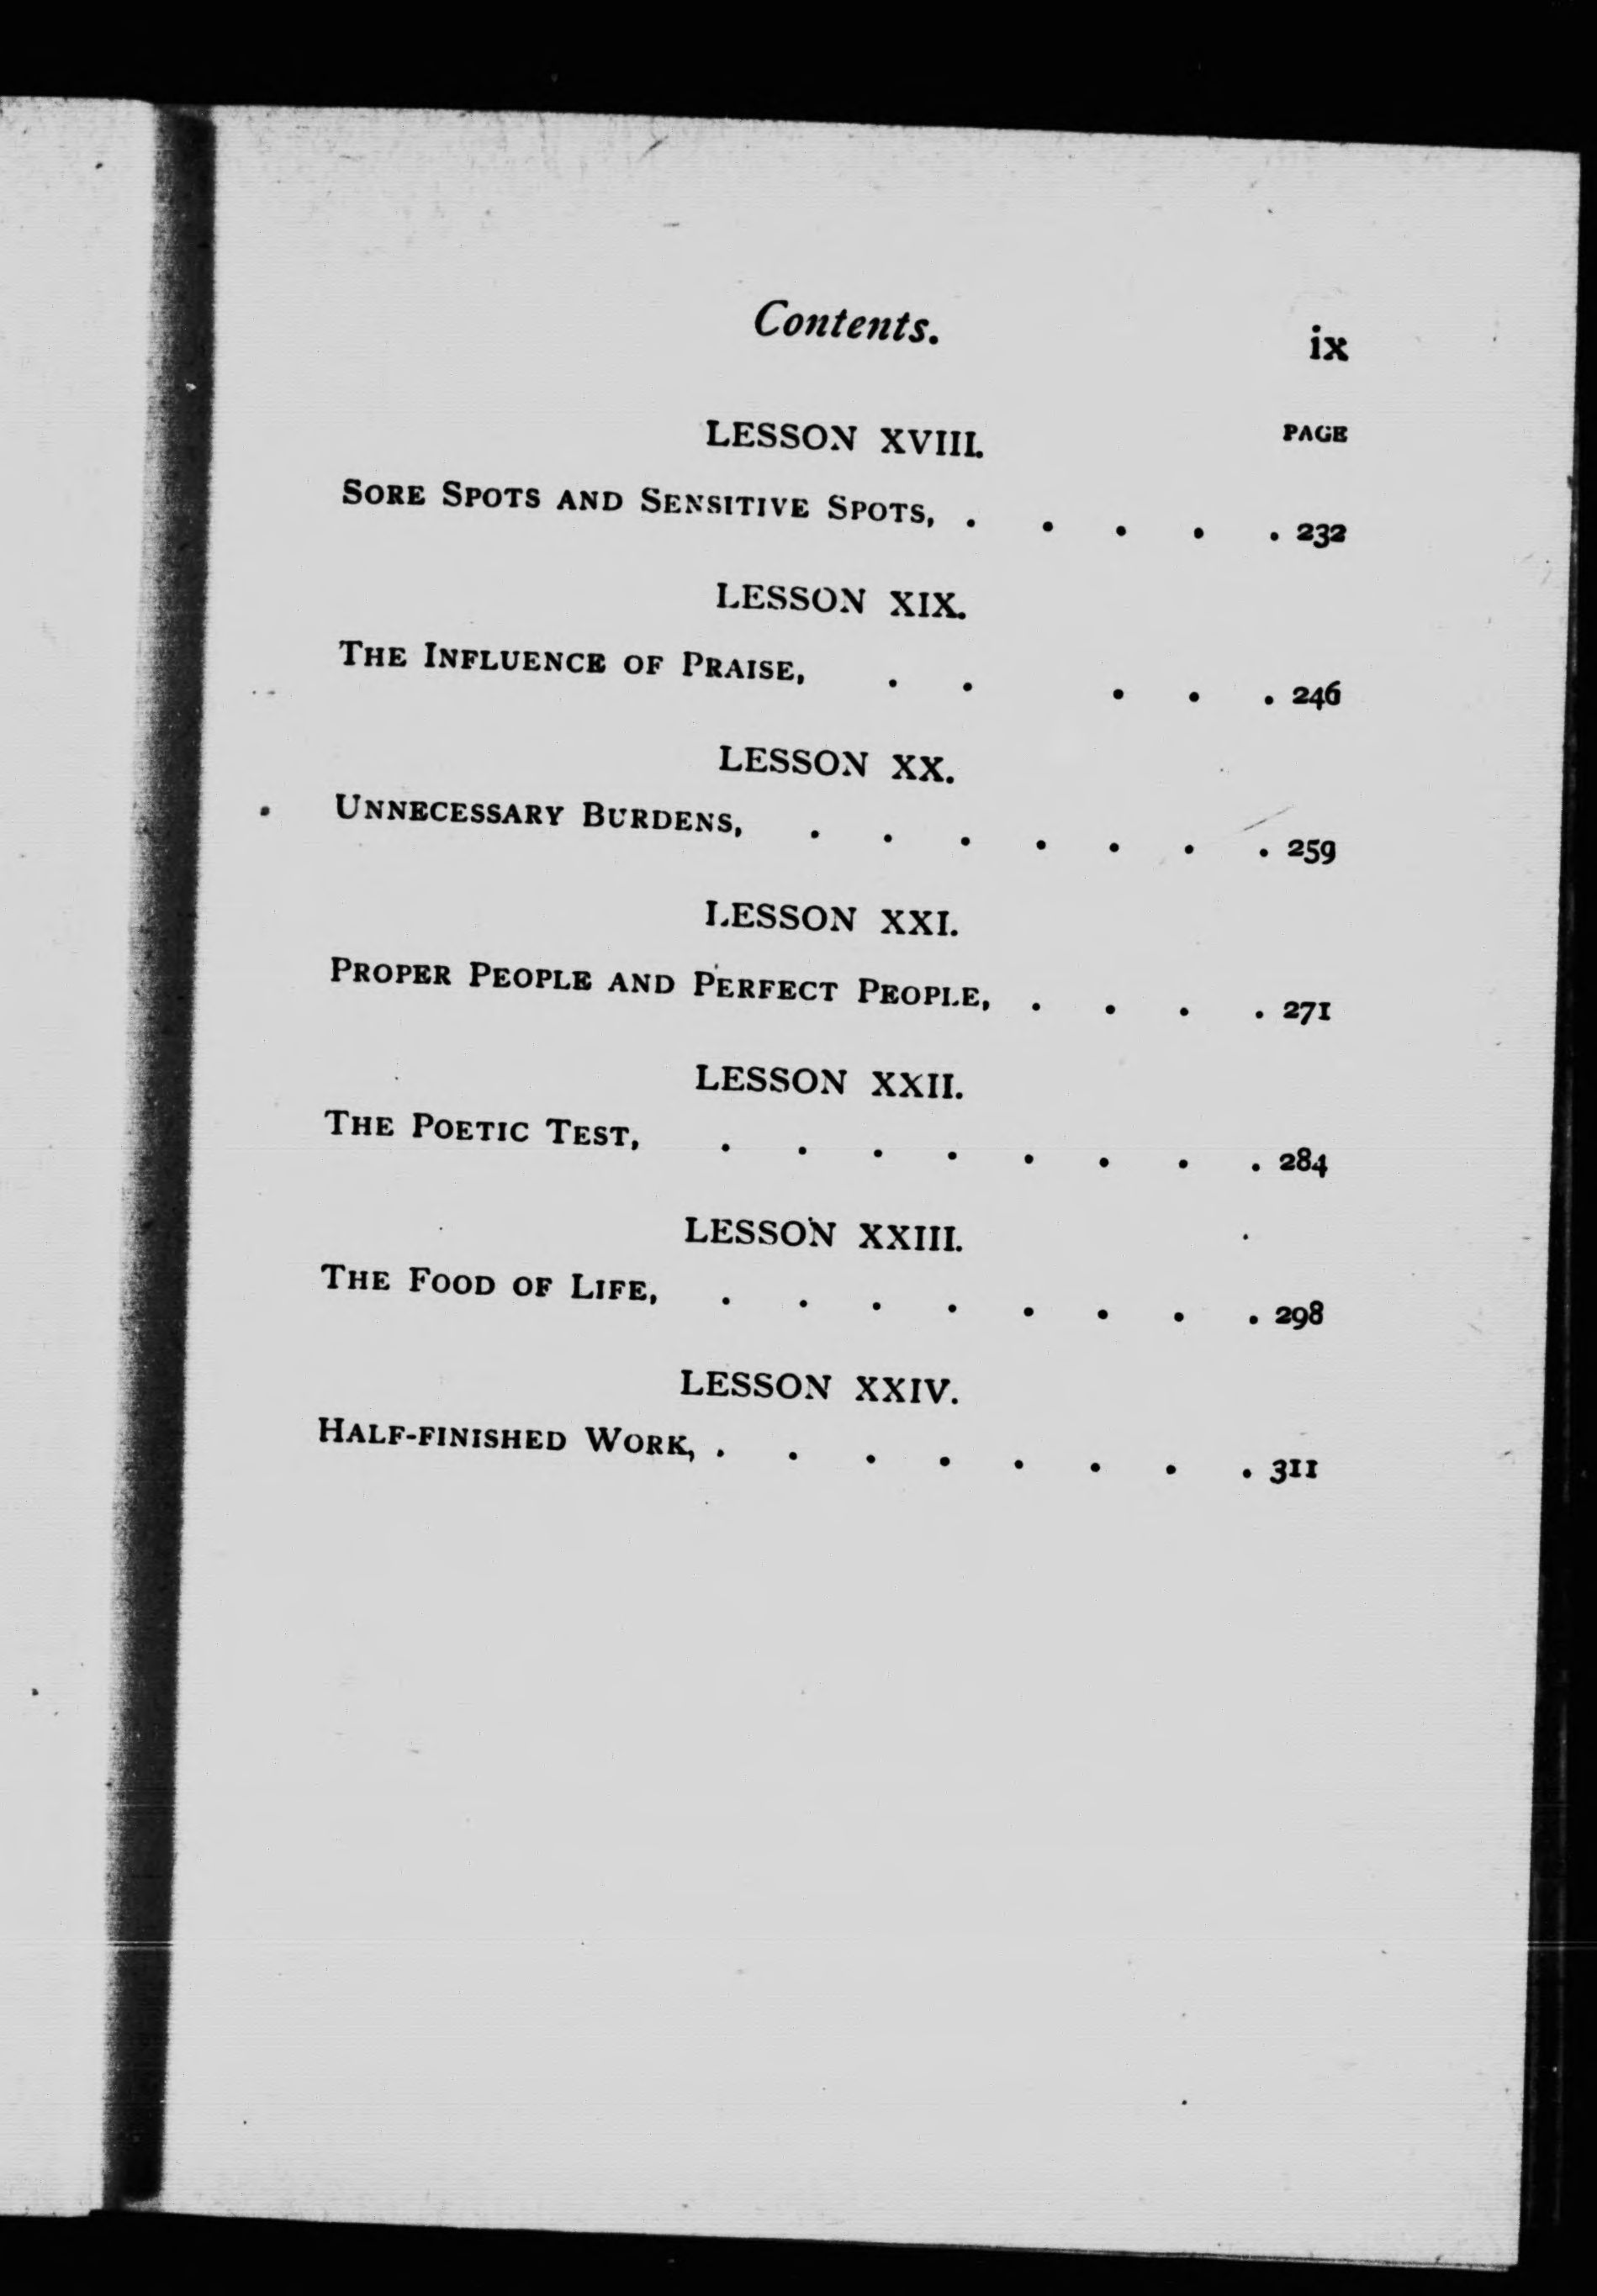 Contents. ix
LESSON XVIII. PAGE
SORE SPOTS AND SENSITIVE SPOTS, . . . . . 232
LESSON XIX.
THE INFLUENCE OF PRAISE, . . . . . 246
LESSON XX.
UNNECESSARY BURDENS, . . . . . . . 259
LESSON XXI.
PROPER PEOPLE AND PERFECT PEOPLE, . . . . 271
LESSON XXII.
THE POETIC TEST, . . . . . . . . 284
LESSON XXIII.
THE FOOD OF LIFE, . . . . . . . . 298
LESSON XXIV.
HALF-FINISHED WORK, . . . . . . . . 311